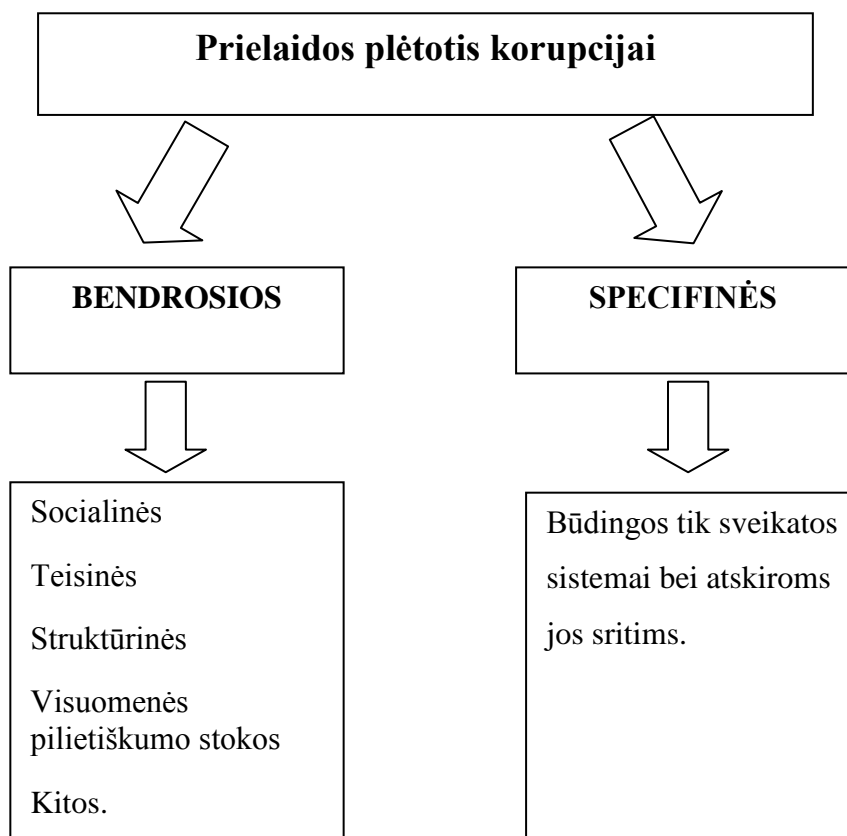 Prielaidos plėtotis korupcijai
BENDROSIOS
SPECIFINĖS
Socialinės
Teisinės
Struktūrinės
Visuomenės
pilietiškumo stokos
Kitos.
Būdingos tik sveikatos
sistemai bei atskiroms
jos sritims.